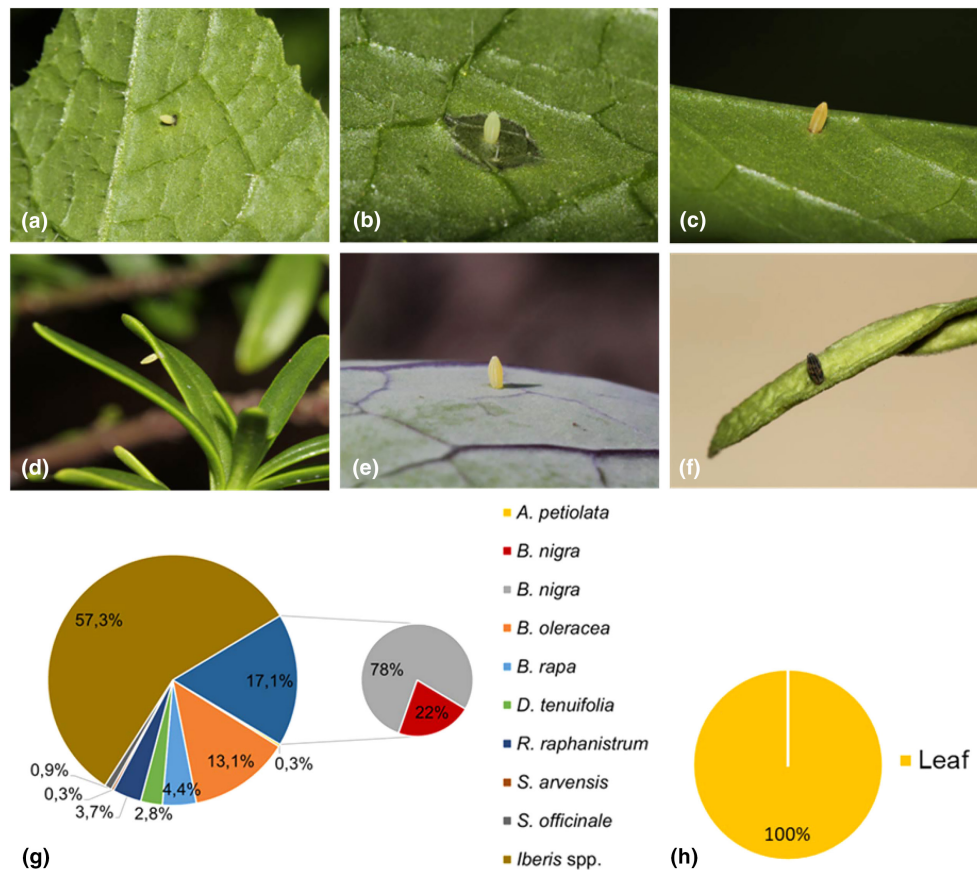 (a)
(b)
(c)
(d)
(e)
(f)
A. petiolata
B. nigra
B. nigra
B. oleracea
B. rapa
D. tenuifolia
R. raphanistrum
S. arvensis
S. officinale
Iberis spp.
57,3%
17,1%
0,3%
13,1%
4,4%
2,8%
3,7%
0,3%
0,9%
78%
22%
(g)
Leaf
100%
(h)